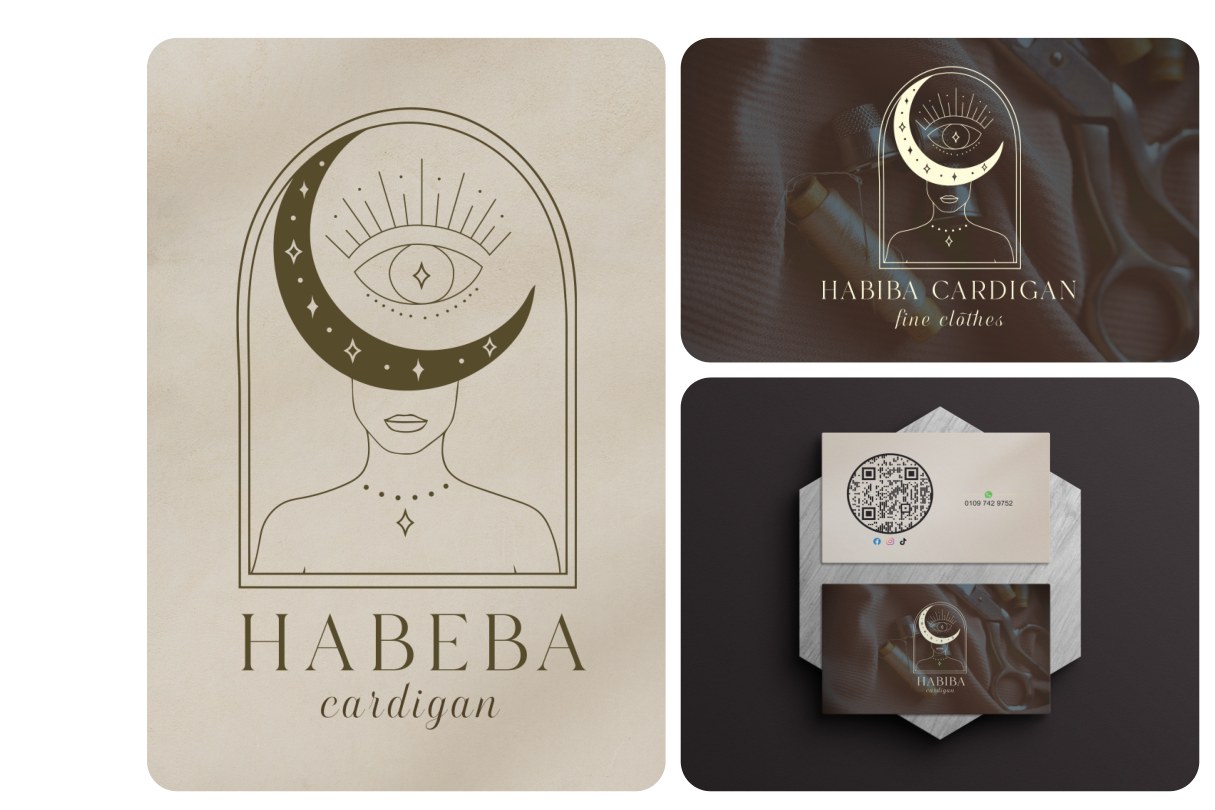 HABEBA
cardigan
HABIBA CARDIGAN
fine clothes
0109 742 9752
HABIBA
cardigan